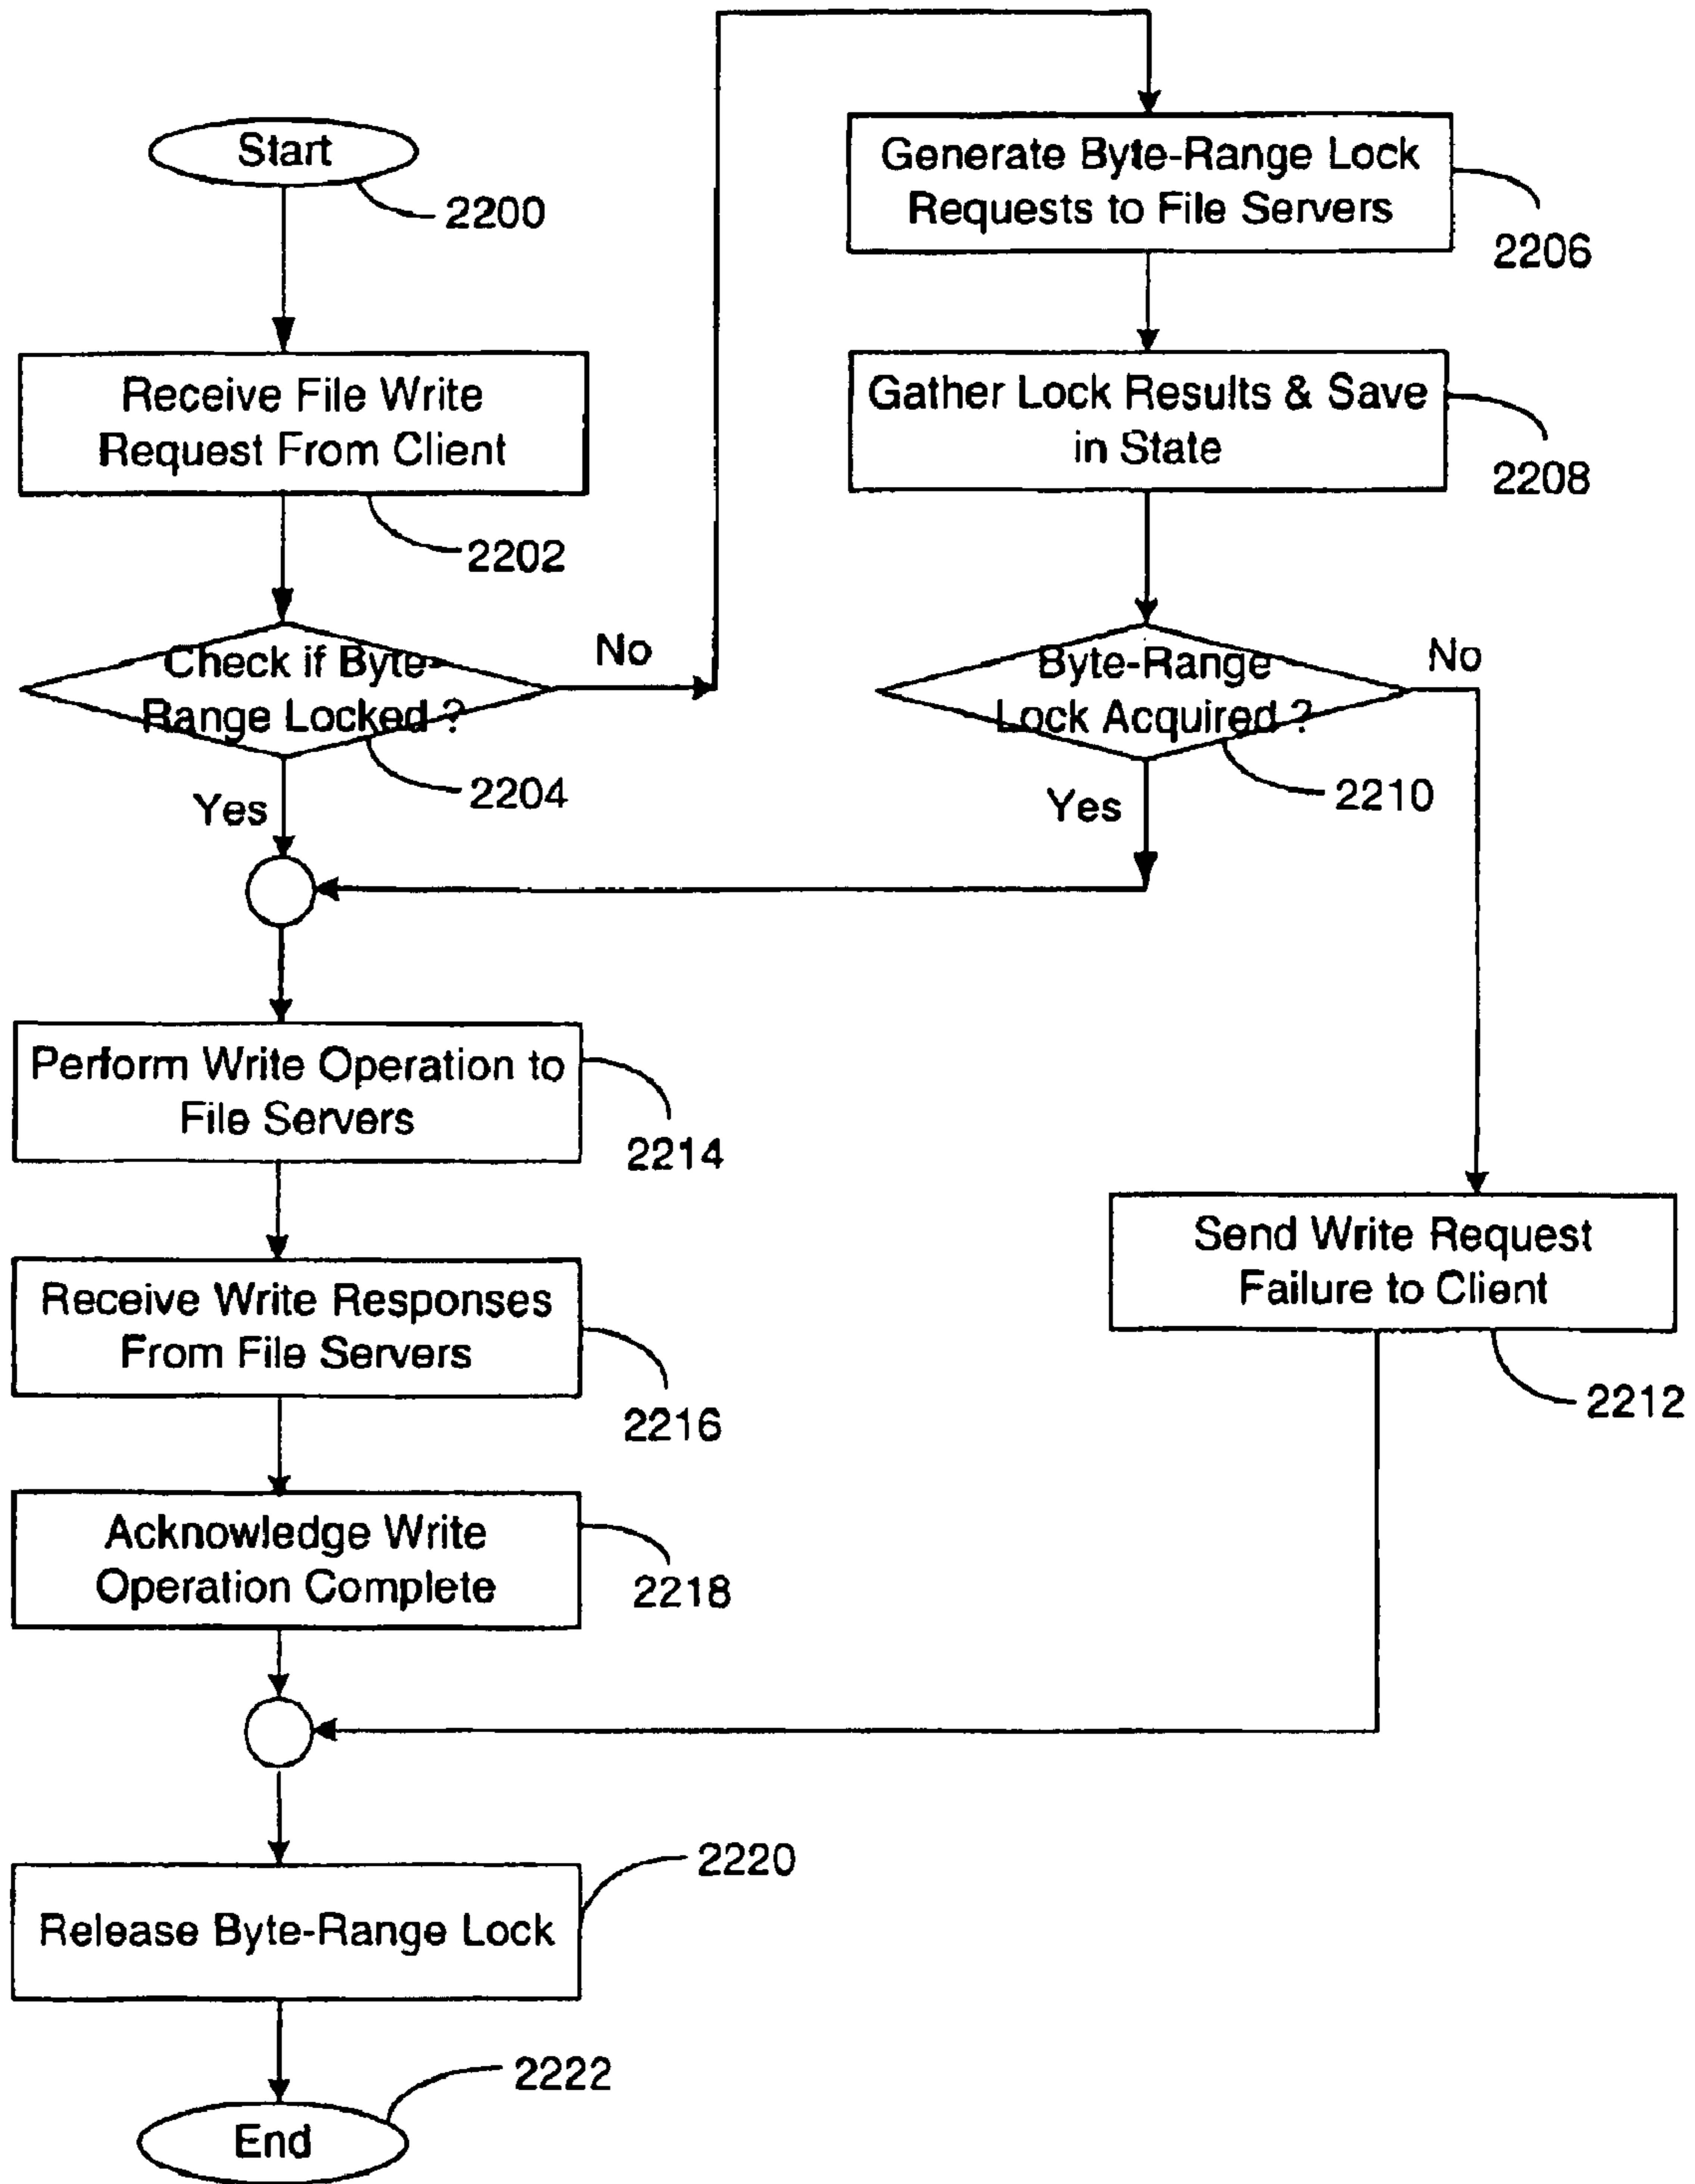 Start
2200
Receive File Write
Request From Client
2202
Check if Byte-
Range Locked ?
No
2204
Yes
Generate Byte-Range Lock
Requests to File Servers
2206
Gather Lock Results & Save
in State
2208
Byte-Range
Lock Acquired ?
No
2210
Yes
Send Write Request
Failure to Client
2212
Perform Write Operation to
File Servers
2214
Receive Write Responses
From File Servers
2216
Acknowledge Write
Operation Complete
2218
2220
Release Byte-Range Lock
2222
End